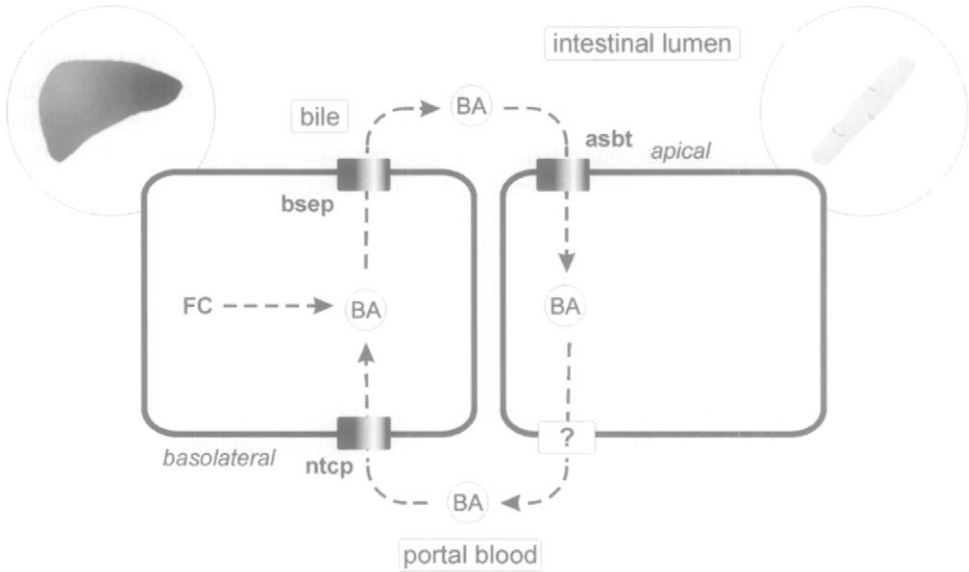 intestinal lumen
bile
BA
asbt
apical
bsep
FC
BA
BA
?
basolateral
ntcp
BA
portal blood